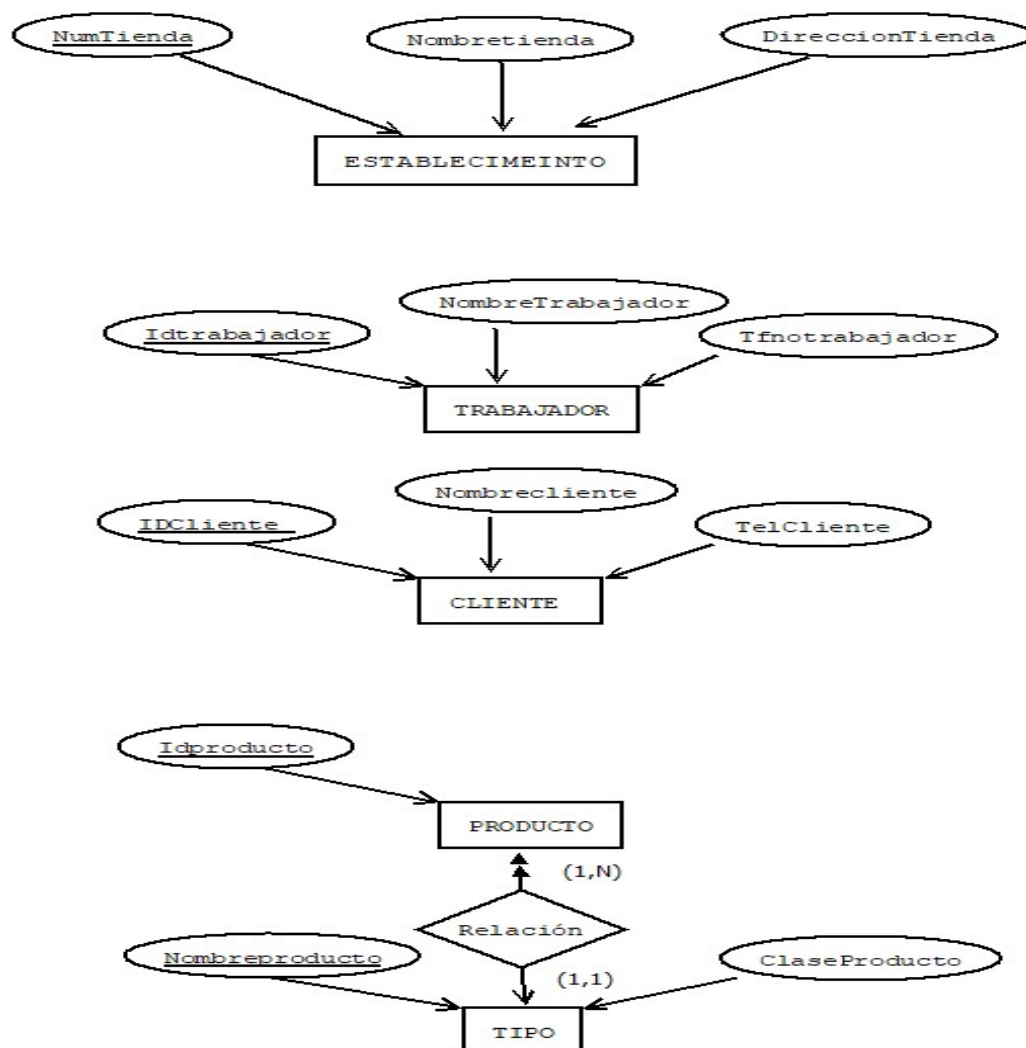 NumTienda
Nombretienda
DireccionTienda
ESTABLECIMEINTO
NombreTrabajador
Idtrabajador
Tfnotrabajador
TRABAJADOR
Nombrecliente
IDCliente
TelCliente
CLIENTE
Idproducto
PRODUCTO
(1,N)
Relación
Nombreproducto
ClaseProducto
(1,1)
TIPO